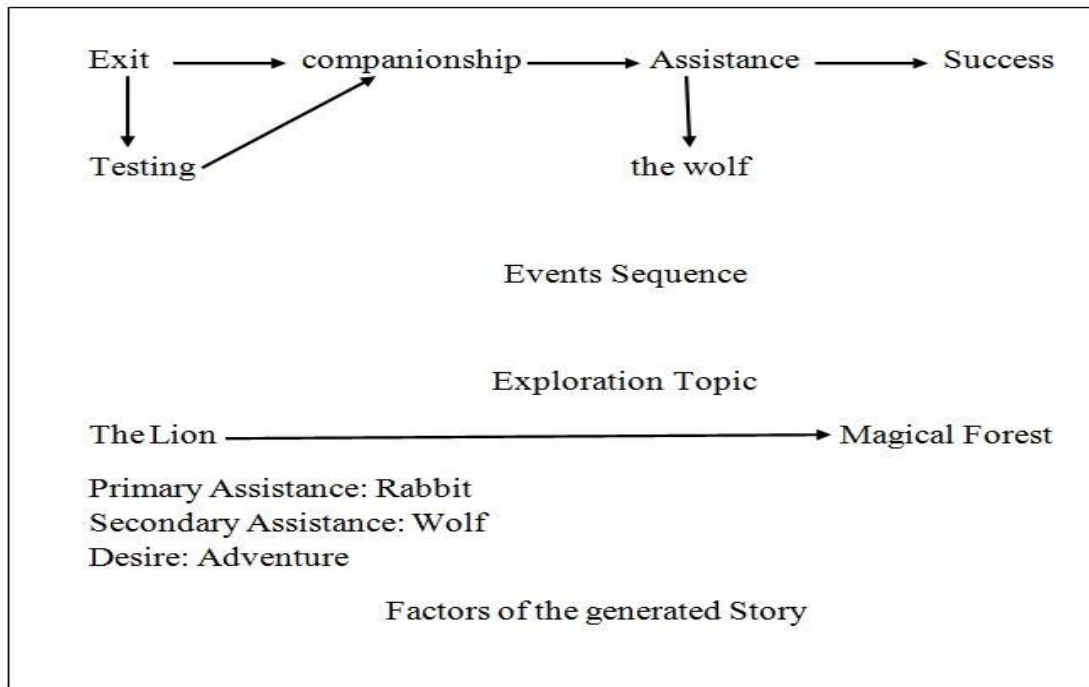 Exit companionship Assistance Success
Testing the wolf
Events Sequence
Exploration Topic
The Lion Magical Forest
Primary Assistance: Rabbit
Secondary Assistance: Wolf
Desire: Adventure
Factors of the generated Story